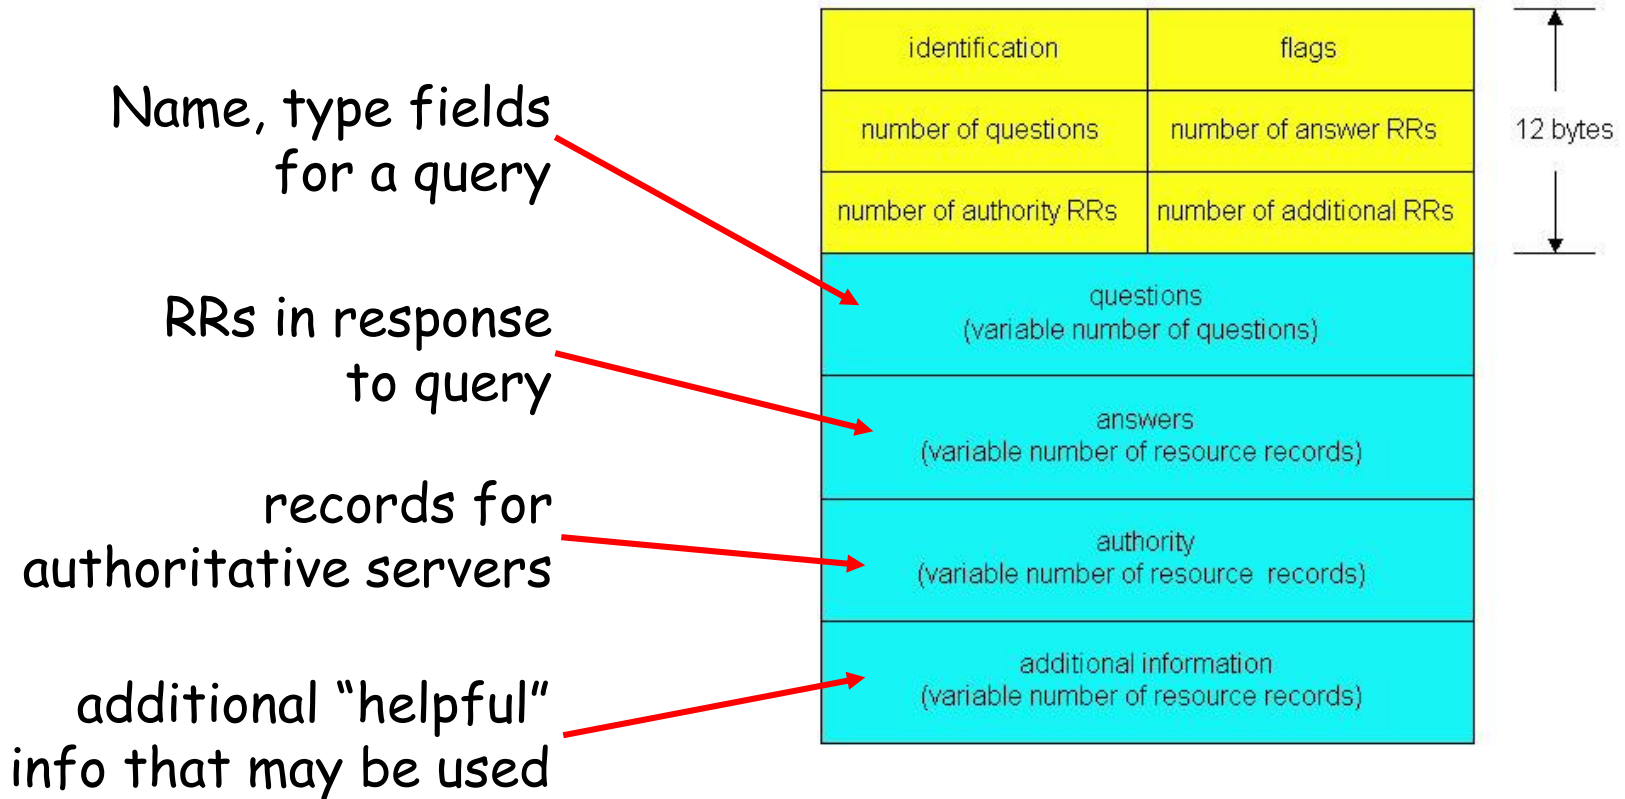 Name, type fields
for a query
RRs in response
to query
records for
authoritative servers
additional “helpful”
info that may be used
identification
flags
number of questions
number of answer RRs
number of authority RRs
number of additional RRs
12 bytes
questions
(variable number of questions)
answers
(variable number of resource records)
authority
(variable number of resource records)
additional information
(variable number of resource records)